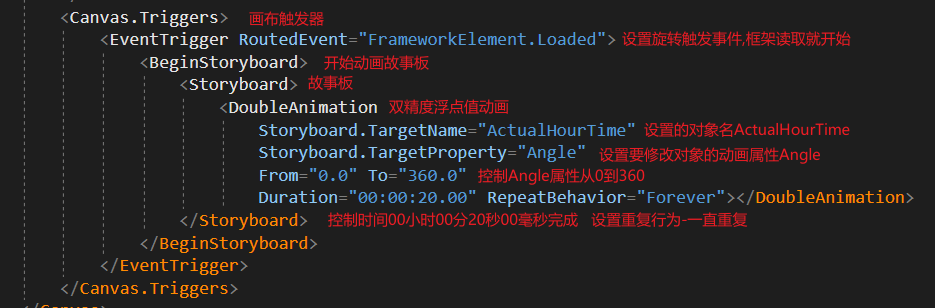 <Canvas.Triggers> 画布触发器
<EventTrigger RoutedEvent="FrameworkElement.Loaded"> 设置旋转触发事件,框架读取就开始
<BeginStoryboard> 开始动画故事板
<Storyboard> 故事板
<DoubleAnimation 双精度浮点值动画
Storyboard.TargetName="ActualHourTime" 设置的对象名ActualHourTime
Storyboard.TargetProperty="Angle" 设置要修改对象的动画属性Angle
From="0.0" To="360.0" 控制Angle属性从0到360
Duration="00:00:20.00" RepeatBehavior="Forever"></DoubleAnimation>
</Storyboard> 控制时间00小时00分20秒00毫秒完成 设置重复行为-一直重复
</BeginStoryboard>
</EventTrigger>
</Canvas.Triggers>